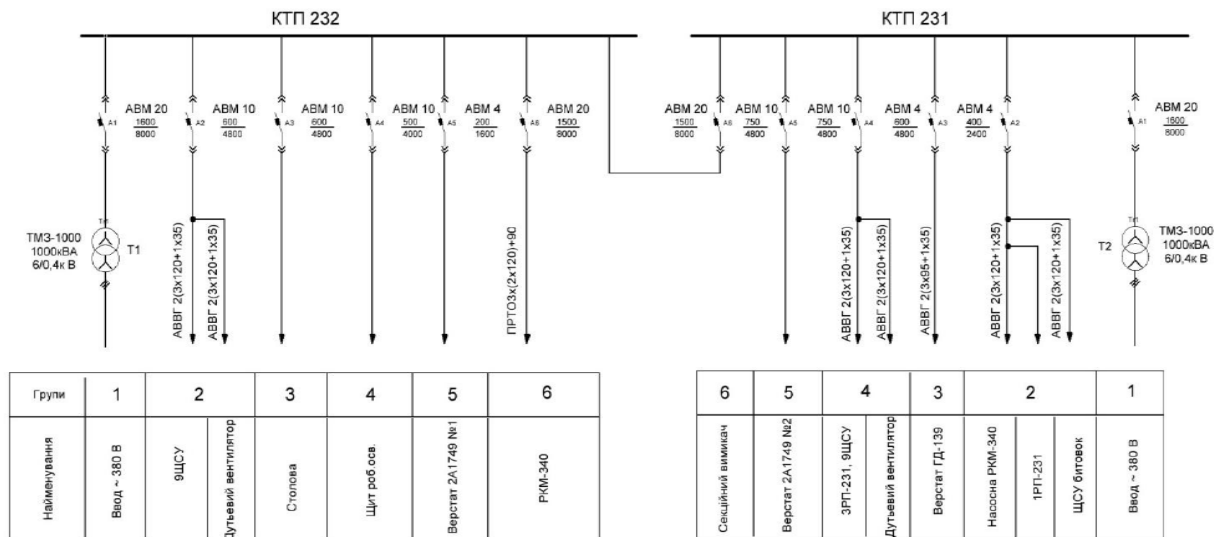 КТП 232
КТП 231
АВМ 20
1600
8000
А1
АВМ 10
600
4800
А2
АВМ 10
600
4800
А3
АВМ 10
500
4000
А4
АВМ 4
200
1600
А5
АВМ 20
1500
8000
А6
АВМ 20
1500
8000
А6
АВМ 10
750
4800
А5
АВМ 10
750
4800
А4
АВМ 4
600
4800
А3
АВМ 4
400
2400
А2
АВМ 20
1600
8000
А1
ТМЗ-1000
1000кВА
6/0,4к В
Т1
АВВГ 2(3х120+1х35)
АВВГ 2(3х120+1х35)
ПРТО3х(2х120)+90
АВВГ 2(3х120+1х35)
АВВГ 2(3х120+1х35)
АВВГ 2(3х95+1х35)
АВВГ 2(3х120+1х35)
АВВГ 2(3х120+1х35)
Т2
ТМЗ-1000
1000кВА
6/0,4к В
Групи 1 2 3 4 5 6
Найменування
Ввод ~ 380 В
9ЩСУ
Дутьевий вентилятор
Столова
Щит роб.осв.
Верстат 2А1749 №1
РКМ-340
6 5 4 3 2 1
Секційний вимикач
Верстат 2А1749 №2
3РП-231, 9ЩСУ
Дутьевий вентилятор
Верстат ГД-139
Насосна РКМ-340
1РП-231
ЩСУ битовок
Ввод ~ 380 В